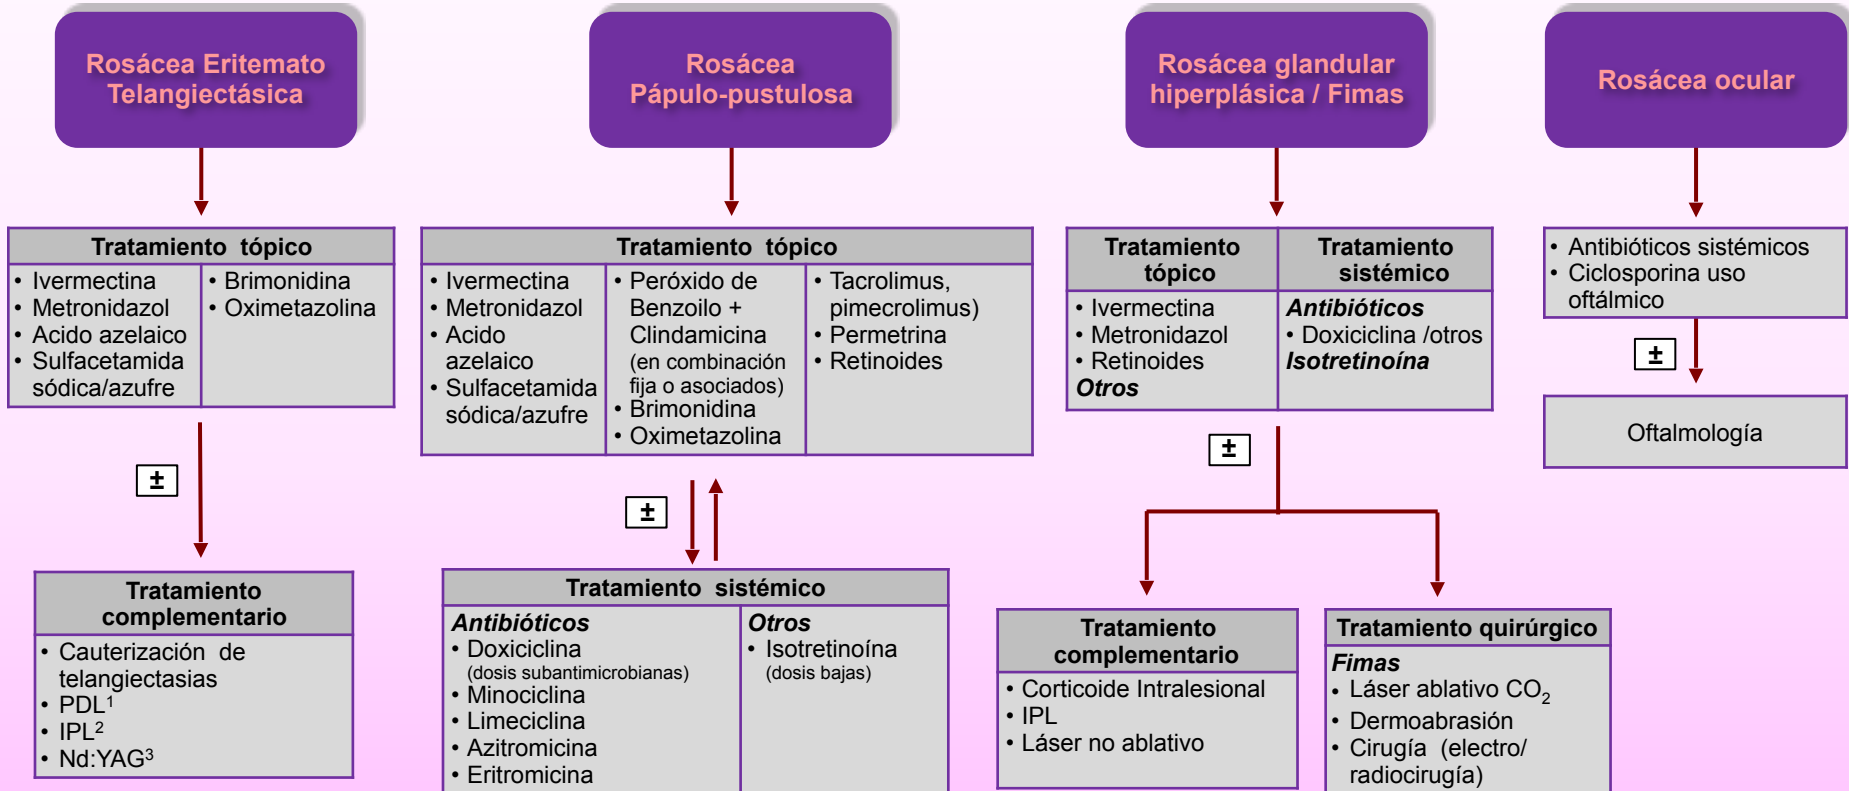 Rosácea Eritemato
Telangiectásica
Tratamiento tópico
• Ivermectina
• Metronidazol
• Acido azelaico
• Sulfacetamida
sódica/azufre
• Brimonidina
• Oximetazolina
±
Tratamiento
complementario
• Cauterización de
telangiectasias
• PDL¹
• IPL²
• Nd:YAG³
Rosácea
Pápulo-pustulosa
Tratamiento tópico
• Ivermectina
• Metronidazol
• Acido
azelaico
• Sulfacetamida
sódica/azufre
• Peróxido de
Benzoilo +
Clindamicina
(en combinación
fija o asociados)
• Brimonidina
• Oximetazolina
• Tacrolimus,
pimecrolimus)
• Permetrina
• Retinoides
±
Tratamiento sistémico
Antibióticos
• Doxiciclina
(dosis subantimicrobianas)
• Minociclina
• Limeciclina
• Azitromicina
• Eritromicina
Otros
• Isotretinoína
(dosis bajas)
Rosácea glandular
hiperplásica / Fimas
Tratamiento
tópico
• Ivermectina
• Metronidazol
• Retinoides
Otros
Tratamiento
sistémico
Antibióticos
• Doxiciclina /otros
Isotretinoína
±
Tratamiento
complementario
• Corticoide Intralesional
• IPL
• Láser no ablativo
Tratamiento quirúrgico
Fimas
• Láser ablativo CO₂
• Dermoabrasión
• Cirugía (electro/
radiocirugía)
Rosácea ocular
• Antibióticos sistémicos
• Ciclosporina uso
oftálmico
±
Oftalmología